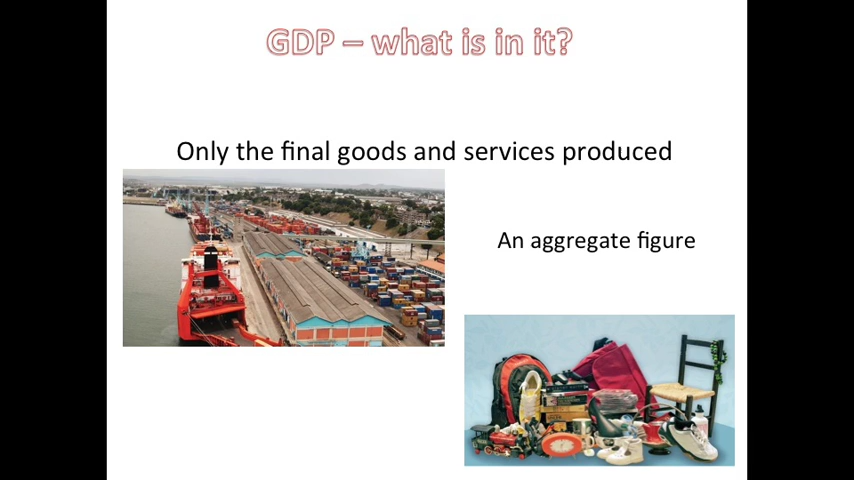 GDP – what is in it?
Only the final goods and services produced
An aggregate figure